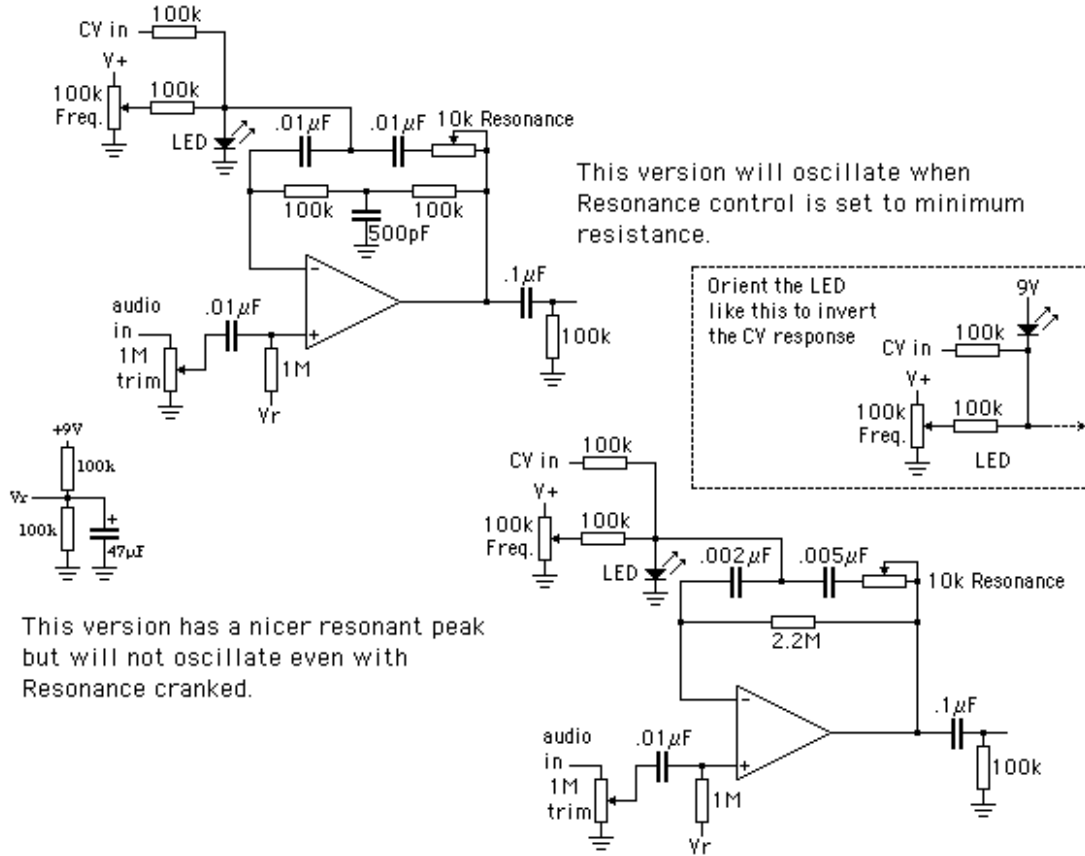 100k
CV in
V+
100k
Freq.
100k
LED
.01µF
.01µF
10k Resonance
100k
100k
500pF
−
+
audio
in
1M
trim
.01µF
1M
Vr
.1µF
100k
This version will oscillate when
Resonance control is set to minimum
resistance.
Orient the LED
like this to invert
the CV response
9V
100k
CV in
V+
100k
Freq.
100k
LED
+9V
100k
Vr
100k
+
47µF
This version has a nicer resonant peak
but will not oscillate even with
Resonance cranked.
100k
CV in
V+
100k
Freq.
100k
LED
.002µF
.005µF
10k Resonance
2.2M
−
+
audio
in
1M
trim
.01µF
1M
Vr
.1µF
100k